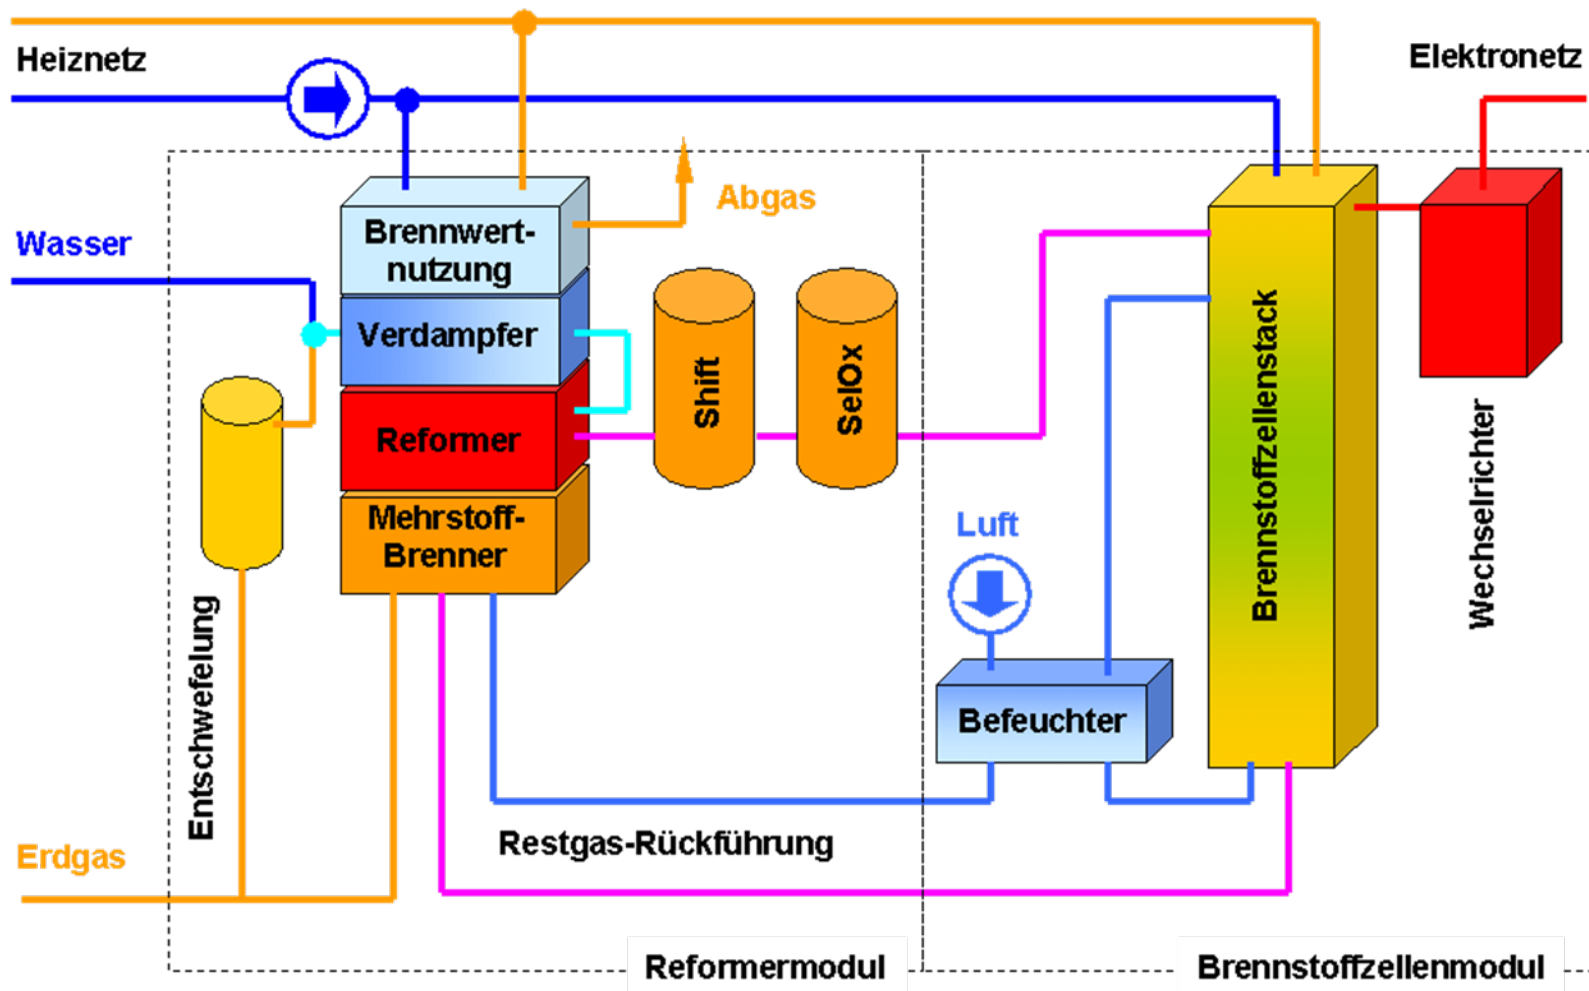 Heiznetz
Elektronetz
Abgas
Wasser
Brennwert-
nutzung
Verdampfer
Reformer
Mehrstoff-
Brenner
Shift
SelOx
Brennstoffzellenstack
Wechselrichter
Luft
Befeuchter
Entschwefelung
Erdgas
Restgas-Rückführung
Reformermodul
Brennstoffzellenmodul